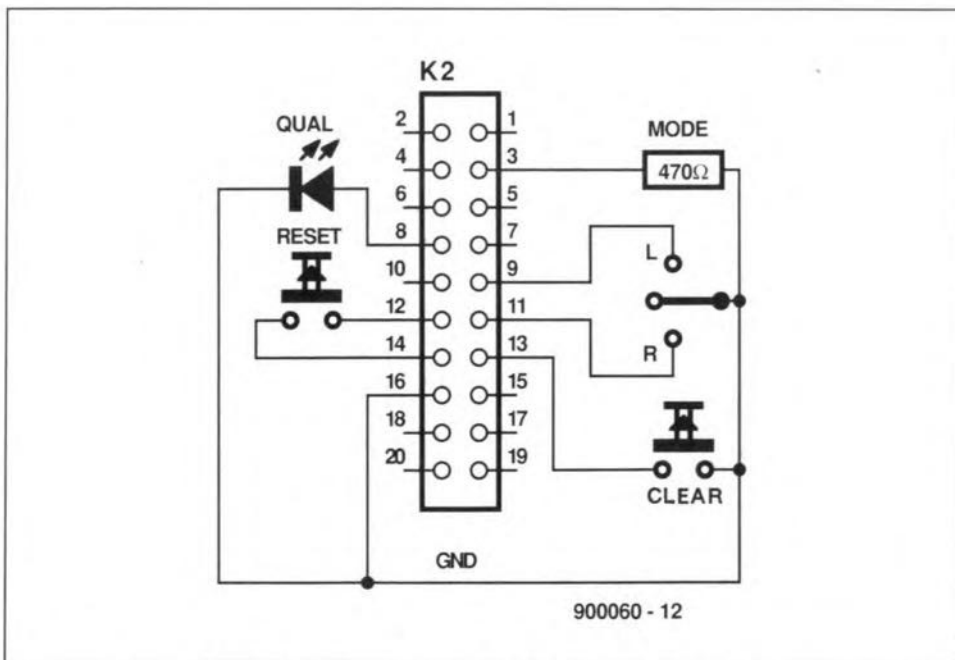 K2
QUAL
MODE
2 1
4 3
470Ω
6 5
8 7
RESET
L
10 9
12 11
R
14 13
16 15
18 17
20 19
CLEAR
GND
900060 - 12